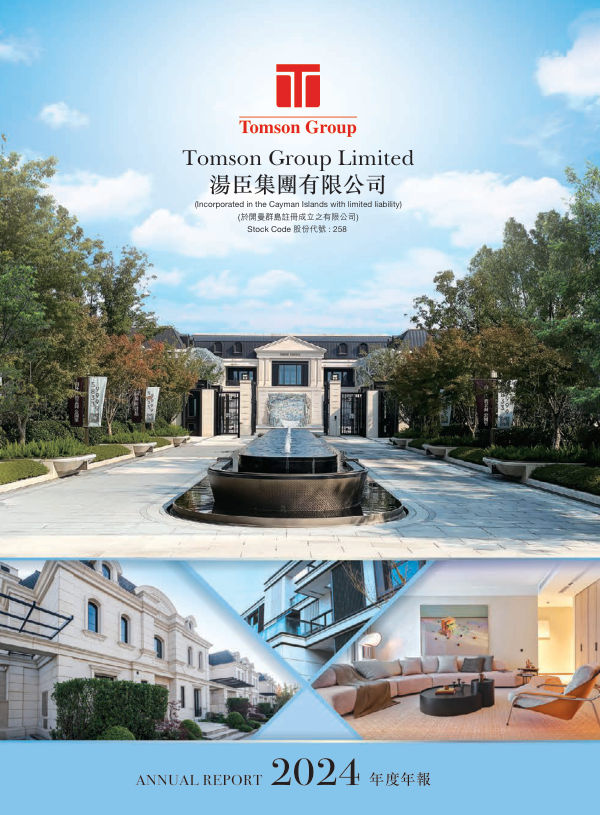 Tomson Group
Tomson Group Limited
湯臣集團有限公司
(Incorporated in the Cayman Islands with limited liability)
(於開曼群島註冊成立之有限公司)
Stock Code 股份代號 : 258
ANNUAL REPORT 2024 年度年報